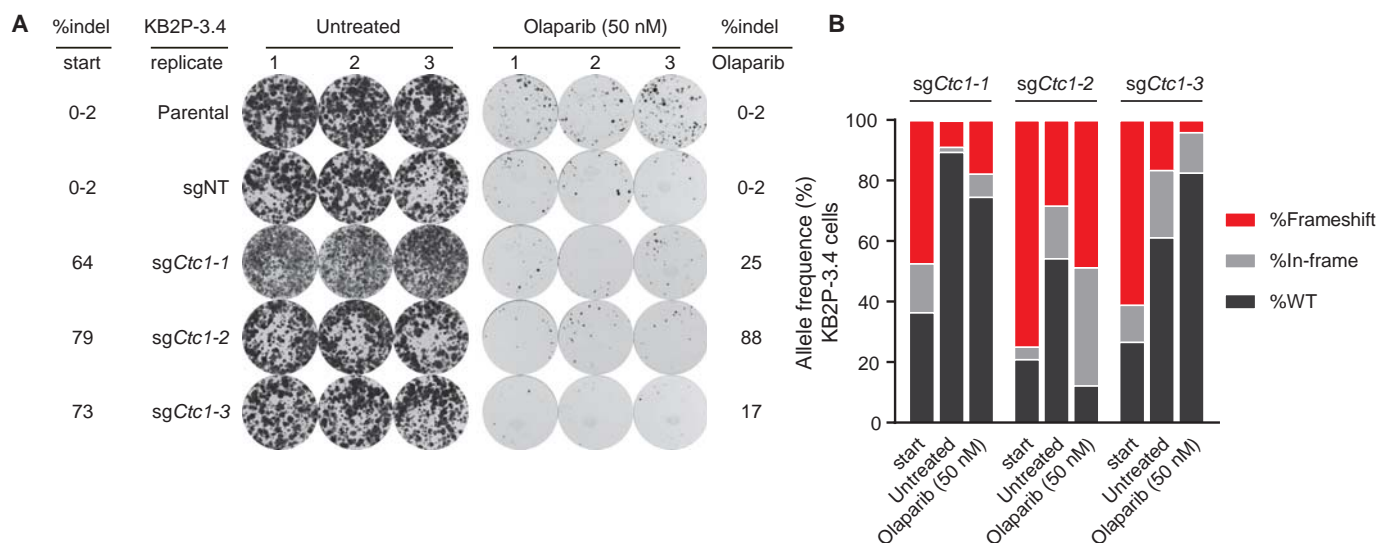 A
%indel KB2P-3.4 Untreated Olaparib (50 nM) %indel
start replicate 1 2 3 1 2 3 Olaparib
0-2 Parental 0-2
0-2 sgNT 0-2
64 sgCtc1-1 25
79 sgCtc1-2 88
73 sgCtc1-3 17
B
sgCtc1-1 sgCtc1-2 sgCtc1-3
Allele frequency (%)
KB2P-3.4 cells
100
80
60
40
20
0
start
Untreated
Olaparib (50 nM)
start
Untreated
Olaparib (50 nM)
start
Untreated
Olaparib (50 nM)
%Frameshift
%In-frame
%WT